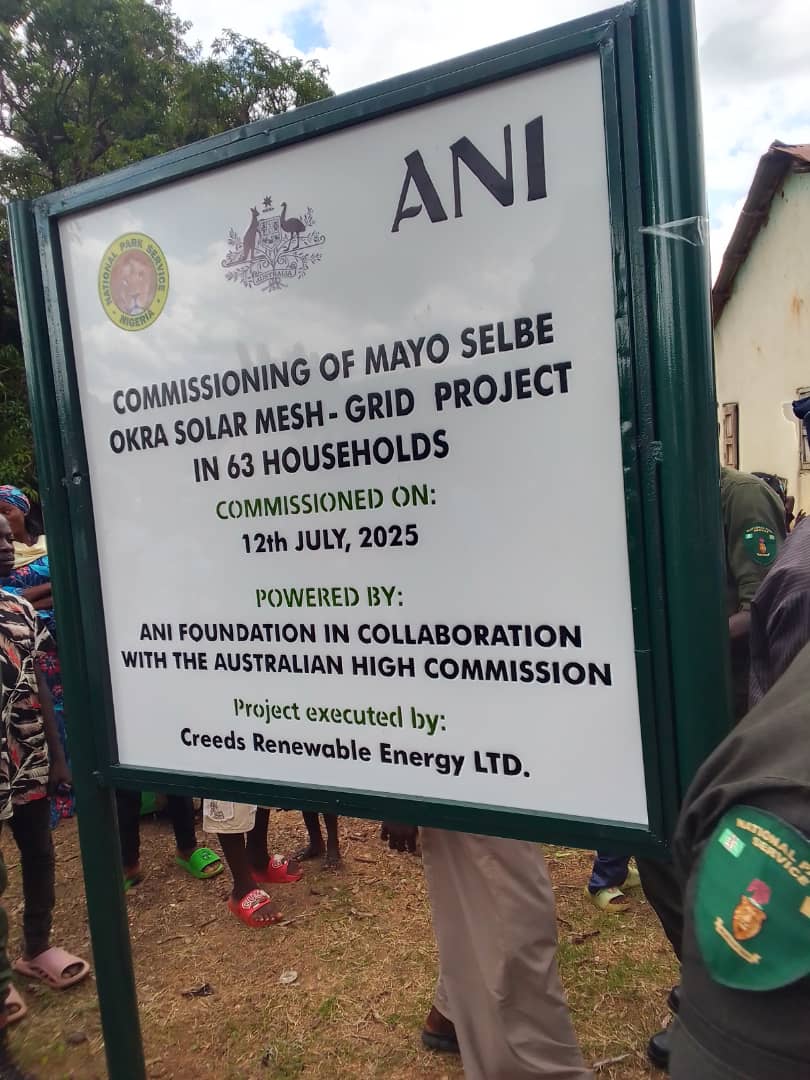 NATIONAL PARK SERVICE
NIGERIA
AUSTRALIA
ANI
COMMISSIONING OF MAYO SELBE
OKRA SOLAR MESH-GRID PROJECT
IN 63 HOUSEHOLDS
COMMISSIONED ON:
12th JULY, 2025
POWERED BY:
ANI FOUNDATION IN COLLABORATION
WITH THE AUSTRALIAN HIGH COMMISSION
Project executed by:
Creeds Renewable Energy LTD.
NATIONAL PARK
SERVICE